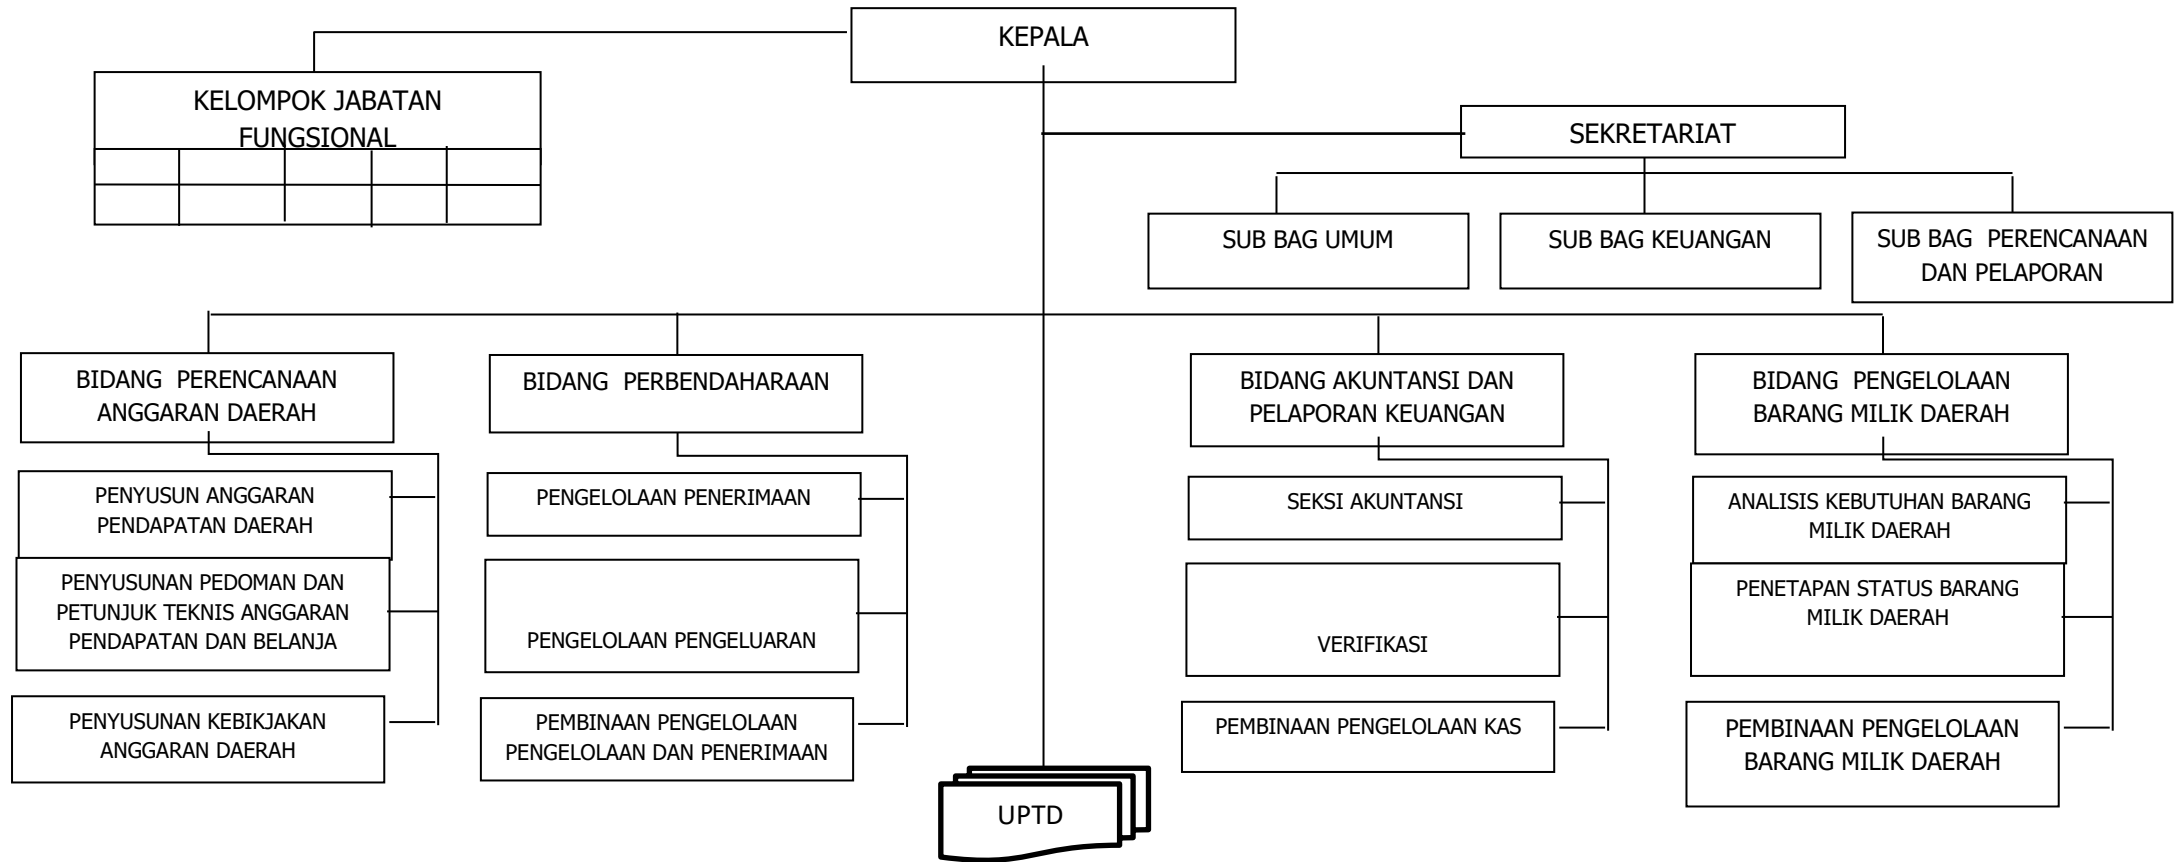 KEPALA
KELOMPOK JABATAN
FUNGSIONAL
SEKRETARIAT
SUB BAG UMUM
SUB BAG KEUANGAN
SUB BAG PERENCANAAN
DAN PELAPORAN
BIDANG PERENCANAAN
ANGGARAN DAERAH
BIDANG PERBENDAHARAAN
BIDANG AKUNTANSI DAN
PELAPORAN KEUANGAN
BIDANG PENGELOLAAN
BARANG MILIK DAERAH
PENYUSUN ANGGARAN
PENDAPATAN DAERAH
PENGELOLAAN PENERIMAAN
SEKSI AKUNTANSI
ANALISIS KEBUTUHAN BARANG
MILIK DAERAH
PENYUSUNAN PEDOMAN DAN
PETUNJUK TEKNIS ANGGARAN
PENDAPATAN DAN BELANJA
PENGELOLAAN PENGELUARAN
VERIFIKASI
PENETAPAN STATUS BARANG
MILIK DAERAH
PENYUSUNAN KEBIKJAKAN
ANGGARAN DAERAH
PEMBINAAN PENGELOLAAN
PENGELOLAAN DAN PENERIMAAN
PEMBINAAN PENGELOLAAN KAS
PEMBINAAN PENGELOLAAN
BARANG MILIK DAERAH
UPTD